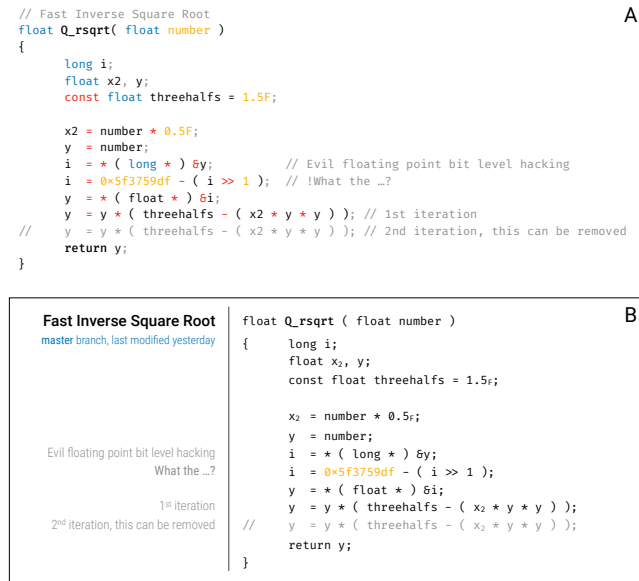 // Fast Inverse Square Root
A
float Q_rsqrt( float number )
{
long i;
float x2, y;
const float threehalfs = 1.5F;
x2 = number * 0.5F;
y = number;
i = * ( long * ) &y; // Evil floating point bit level hacking
i = 0×5f3759df - ( i >> 1 ); // !What the …?
y = * ( float * ) &i;
y = y * ( threehalfs - ( x2 * y * y ) ); // 1st iteration
// y = y * ( threehalfs - ( x2 * y * y ) ); // 2nd iteration, this can be removed
return y;
}
B
Fast Inverse Square Root
master branch, last modified yesterday
float Q_rsqrt ( float number )
{ long i;
float x₂, y;
const float threehalfs = 1.5F;
x₂ = number * 0.5F;
y = number;
Evil floating point bit level hacking
i = * ( long * ) &y;
What the …?
i = 0×5f3759df - ( i >> 1 );
y = * ( float * ) &i;
1st iteration
y = y * ( threehalfs - ( x₂ * y * y ) );
2nd iteration, this can be removed
// y = y * ( threehalfs - ( x₂ * y * y ) );
return y;
}